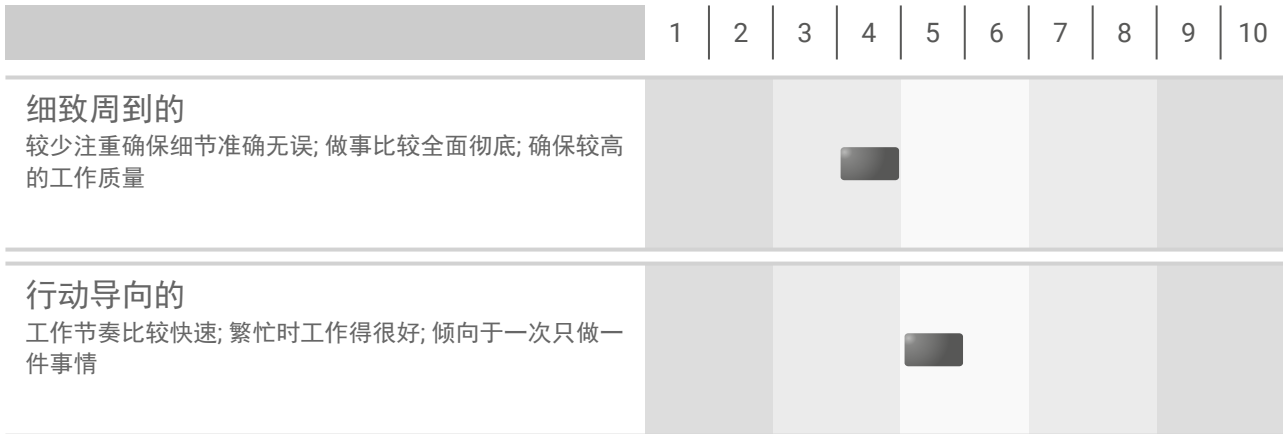 1 2 3 4 5 6 7 8 9 10
细致周到的
较少注重确保细节准确无误; 做事比较全面彻底; 确保较高
的工作质量
行动导向的
工作节奏比较快速; 繁忙时工作得很好; 倾向于一次只做一
件事情